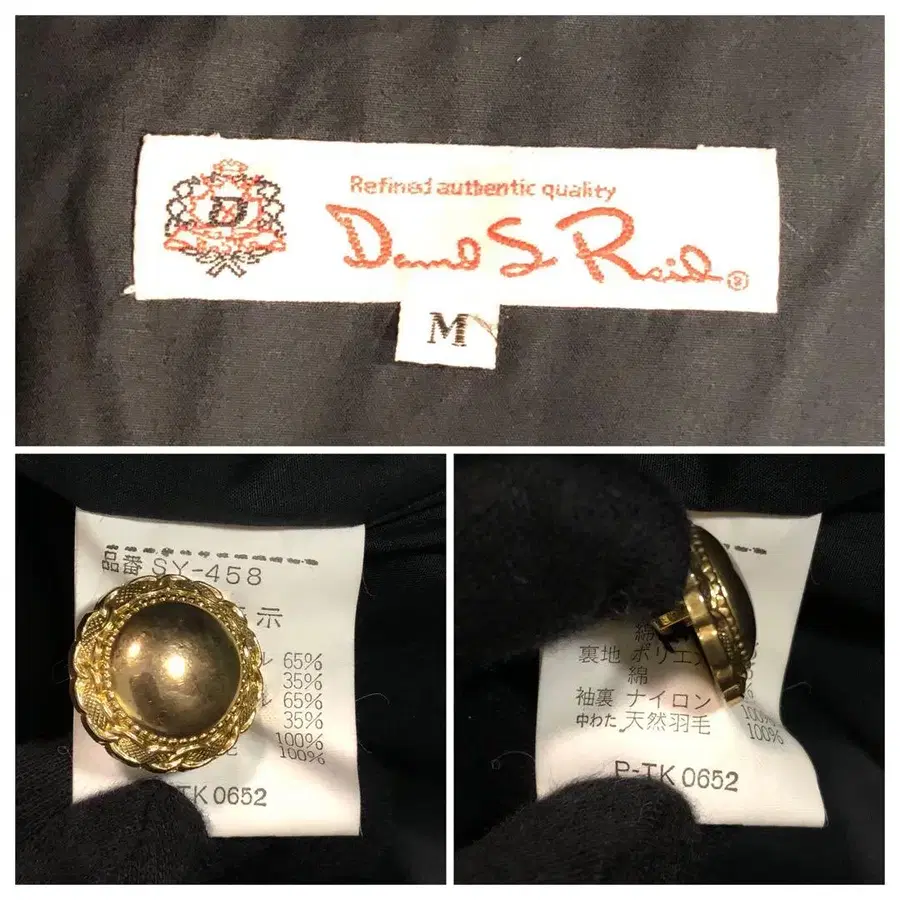 Refined authentic quality
David S Reid ®
M
品番 SY-458
示
65%
35%
ル 65%
35%
100%
100%
TK 0652
綿
裏地 ポリエ
綿
袖裏 ナイロン
100%
中わた 天然羽毛
100%
P-TK 0652